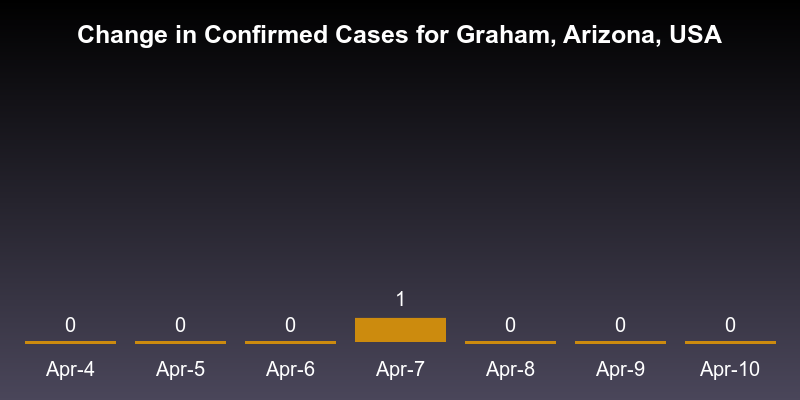 Change in Confirmed Cases for Graham, Arizona, USA
0 0 0 1 0 0 0
Apr-4 Apr-5 Apr-6 Apr-7 Apr-8 Apr-9 Apr-10